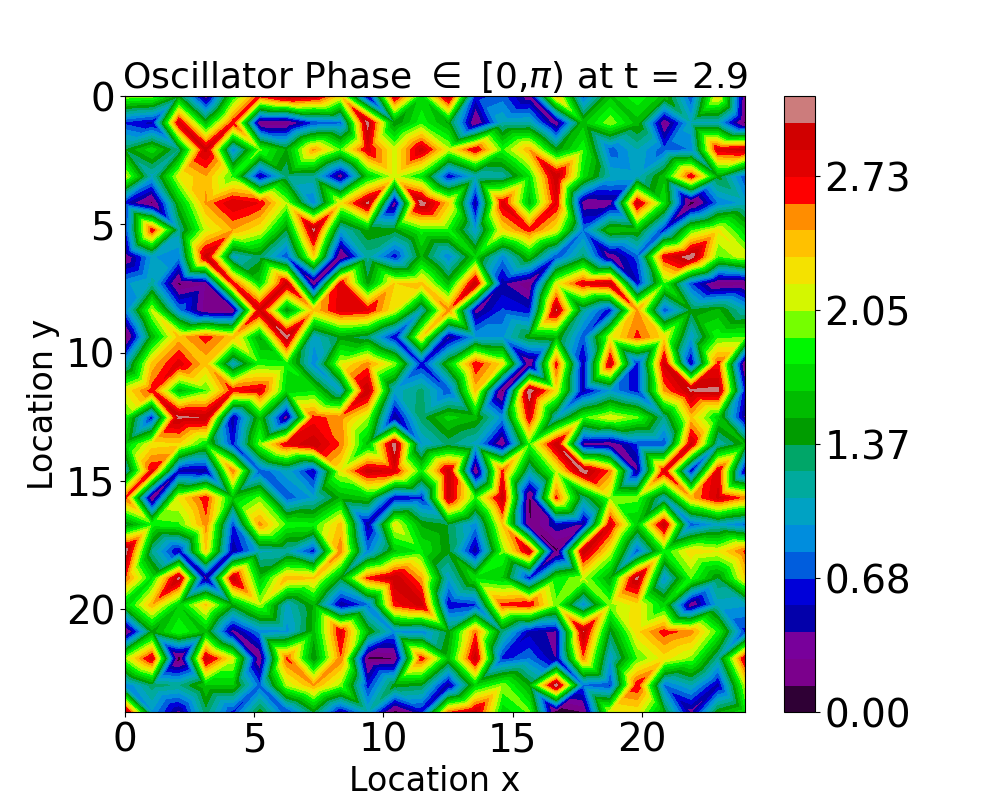 Oscillator Phase ∈ [0,π) at t = 2.9
0
5
10
15
20
Location y
0 5 10 15 20
Location x
2.73
2.05
1.37
0.68
0.00